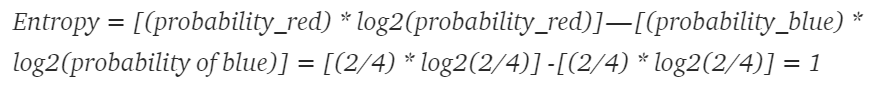 Entropy = [(probability_red) * log2(probability_red)]—[(probability_blue) *
log2(probability of blue)] = [(2/4) * log2(2/4)] -[(2/4) * log2(2/4)] = 1